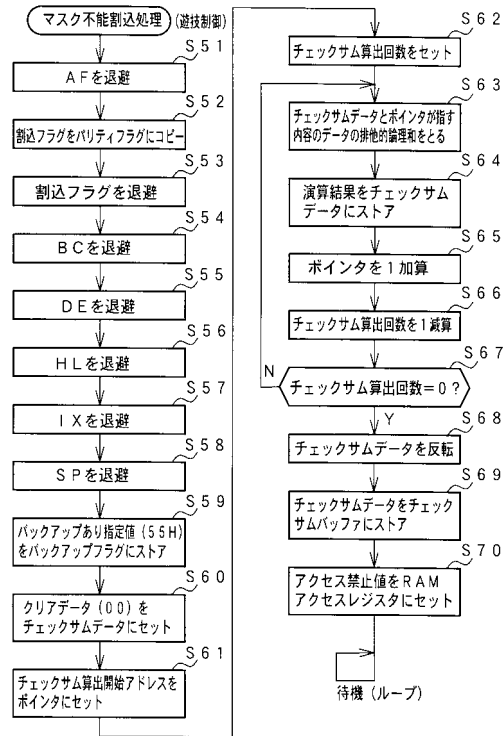 マスク不能割込処理 (遊技制御)
S51
AFを退避
S52
割込フラグをパリティフラグにコピー
S53
割込フラグを退避
S54
BCを退避
S55
DEを退避
S56
HLを退避
S57
IXを退避
S58
SPを退避
S59
バックアップあり指定値(55H)
をバックアップフラグにストア
S60
クリアデータ(00)を
チェックサムデータにセット
S61
チェックサム算出開始アドレスを
ポインタにセット
S62
チェックサム算出回数をセット
S63
チェックサムデータとポインタが指す
内容のデータの排他的論理和をとる
S64
演算結果をチェックサム
データにストア
S65
ポインタを1加算
S66
チェックサム算出回数を1減算
S67
N
チェックサム算出回数=0?
Y
S68
チェックサムデータを反転
S69
チェックサムデータをチェック
サムバッファにストア
S70
アクセス禁止値をRAM
アクセスレジスタにセット
待機(ループ)